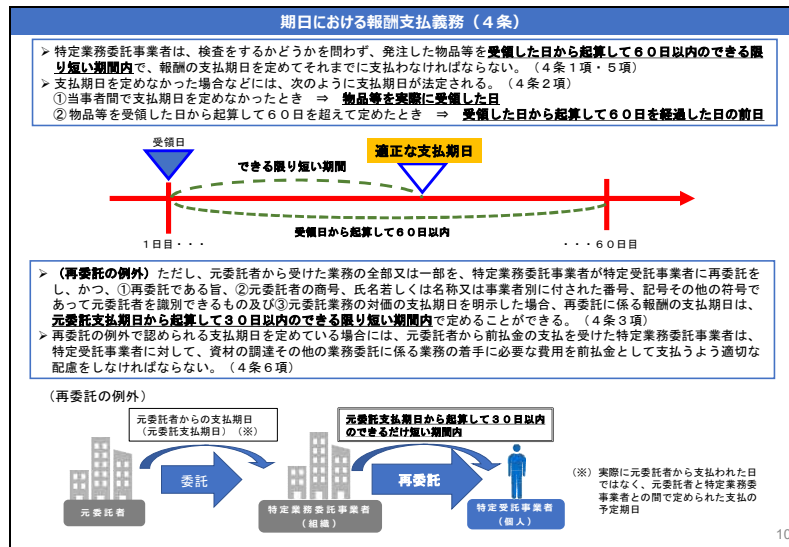 期日における報酬支払義務（４条）
➢ 特定業務委託事業者は、検査をするかどうかを問わず、発注した物品等を受領した日から起算して６０日以内のできる限
り短い期間内で、報酬の支払期日を定めてそれまでに支払わなければならない。（４条１項・５項）
➢ 支払期日を定めなかった場合などには、次のように支払期日が法定される。（４条２項）
①当事者間で支払期日を定めなかったとき ⇒ 物品等を実際に受領した日
②物品等を受領した日から起算して６０日を超えて定めたとき ⇒ 受領した日から起算して６０日を経過した日の前日
受領日
できる限り短い期間
適正な支払期日
受領日から起算して６０日以内
１日目・・・
・・・６０日目
➢ （再委託の例外）ただし、元委託者から受けた業務の全部又は一部を、特定業務委託事業者が特定受託事業者に再委託を
し、かつ、①再委託である旨、②元委託者の商号、氏名若しくは名称又は事業者別に付された番号、記号その他の符号で
あって元委託者を識別できるもの及び③元委託業務の対価の支払期日を明示した場合、再委託に係る報酬の支払期日は、
元委託支払期日から起算して３０日以内のできる限り短い期間内で定めることができる。（４条３項）
➢ 再委託の例外で認められる支払期日を定めている場合には、元委託者から前払金の支払を受けた特定業務委託事業者は、
特定受託事業者に対して、資材の調達その他の業務委託に係る業務の着手に必要な費用を前払金として支払うよう適切な
配慮をしなければならない。（４条６項）
（再委託の例外）
元委託者からの支払期日
（元委託支払期日）（※）
元委託支払期日から起算して３０日以内
のできるだけ短い期間内
委託
再委託
元委託者
特定業務委託事業者
（組織）
特定受託事業者
（個人）
（※）実際に元委託者から支払われた日
ではなく、元委託者と特定業務委
事業者との間で定められた支払の
予定期日
10